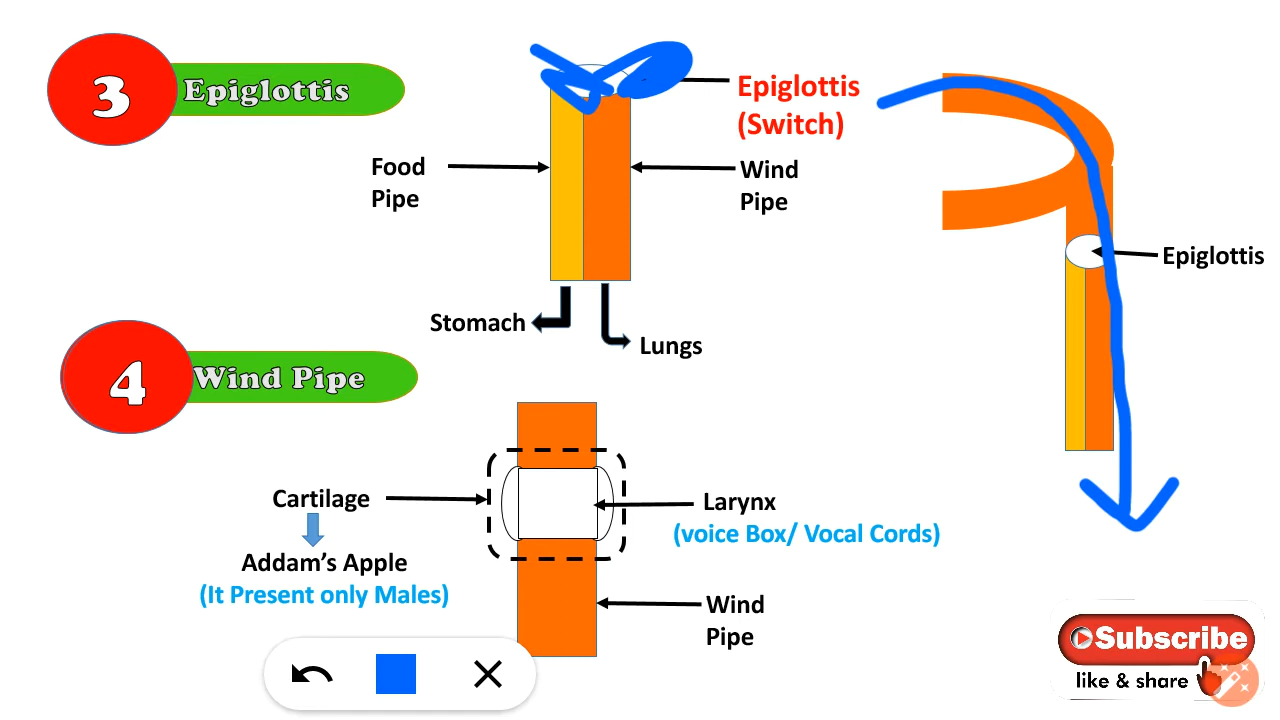 3
Epiglottis
Epiglottis
(Switch)
Food
Pipe
Wind
Pipe
Epiglottis
Stomach
Lungs
4
Wind Pipe
Cartilage
Larynx
(voice Box/ Vocal Cords)
Addam's Apple
(It Present only Males)
Wind
Pipe
Subscribe
like & share